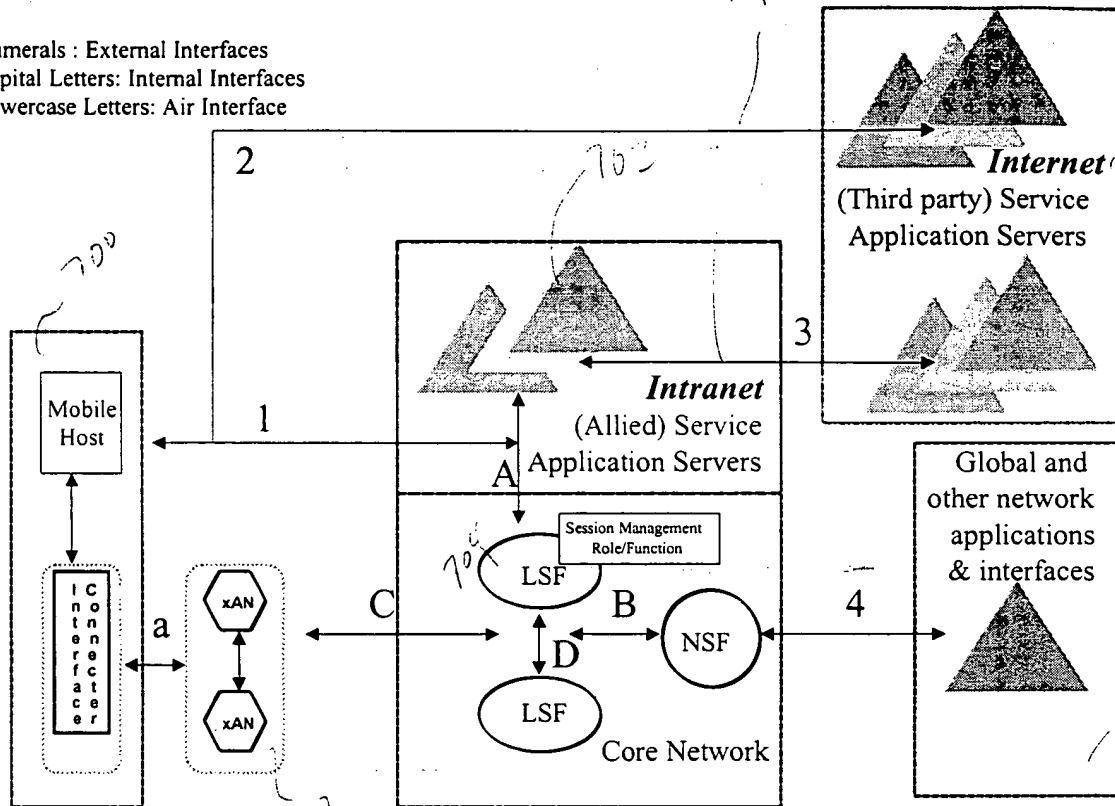 umerals : External Interfaces
pital Letters: Internal Interfaces
wercase Letters: Air Interface
2
Internet
(Third party) Service
Application Servers
700
3
Mobile
Host
1
Intranet
(Allied) Service
Application Servers
A
Global and
other network
applications
& interfaces
Session Management
Role/Function
LSF
Interface
Connecter
a
xAN
xAN
C
B
NSF
4
D
LSF
Core Network